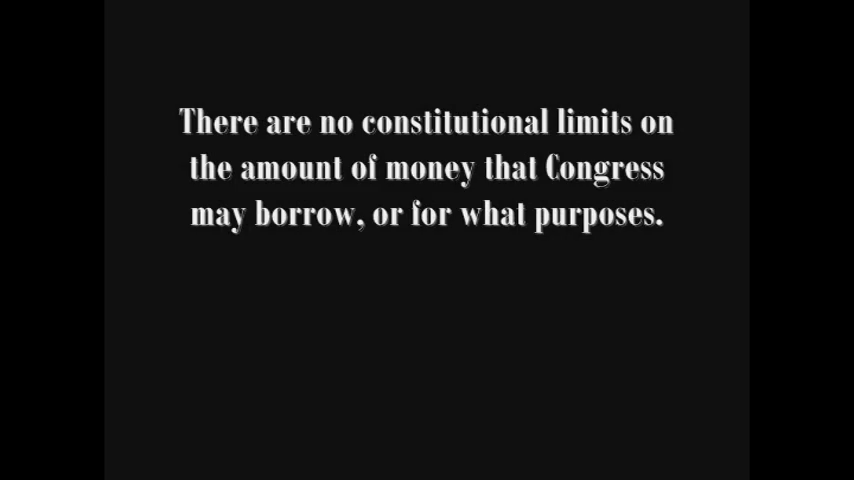 There are no constitutional limits on
the amount of money that Congress
may borrow, or for what purposes.